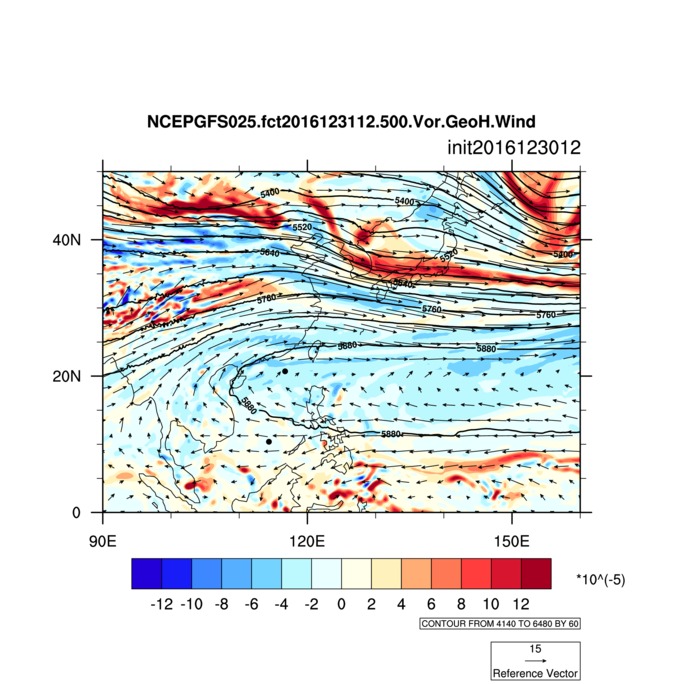 NCEPGFS025.fct2016123112.500.Vor.GeoH.Wind
init2016123012
5400
5400
5520
5520
5400
5640
5640
5760
5760
5760
5880
5880
5880
5880
40N
20N
0
90E 120E 150E
-12 -10 -8 -6 -4 -2 0 2 4 6 8 10 12
*10^(-5)
CONTOUR FROM 4140 TO 6480 BY 60
15
Reference Vector